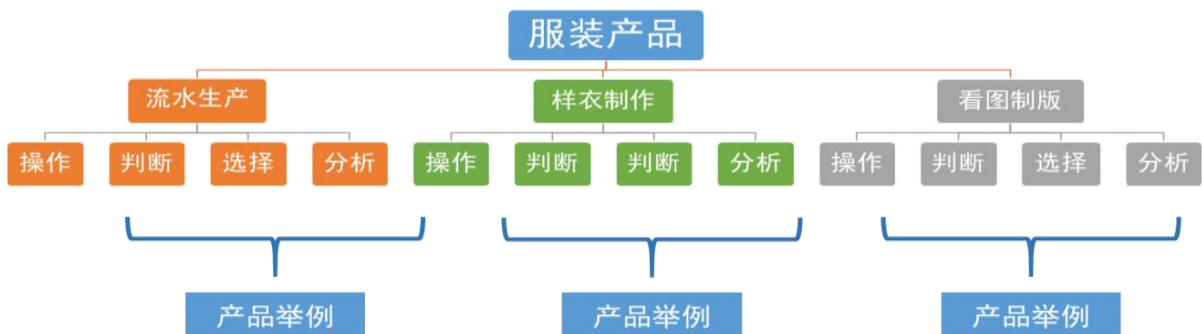 服装产品
流水生产 样衣制作 看图制版
操作 判断 选择 分析 操作 判断 判断 分析 操作 判断 选择 分析
产品举例 产品举例 产品举例